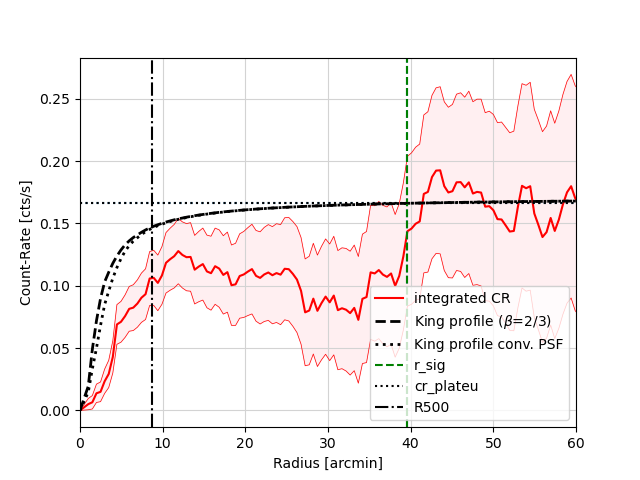 0.25
0.20
0.15
0.10
0.05
0.00
Count-Rate [cts/s]
integrated CR
King profile (β=2/3)
King profile conv. PSF
r_sig
cr_plateu
R500
0 10 20 30 40 50 60
Radius [arcmin]